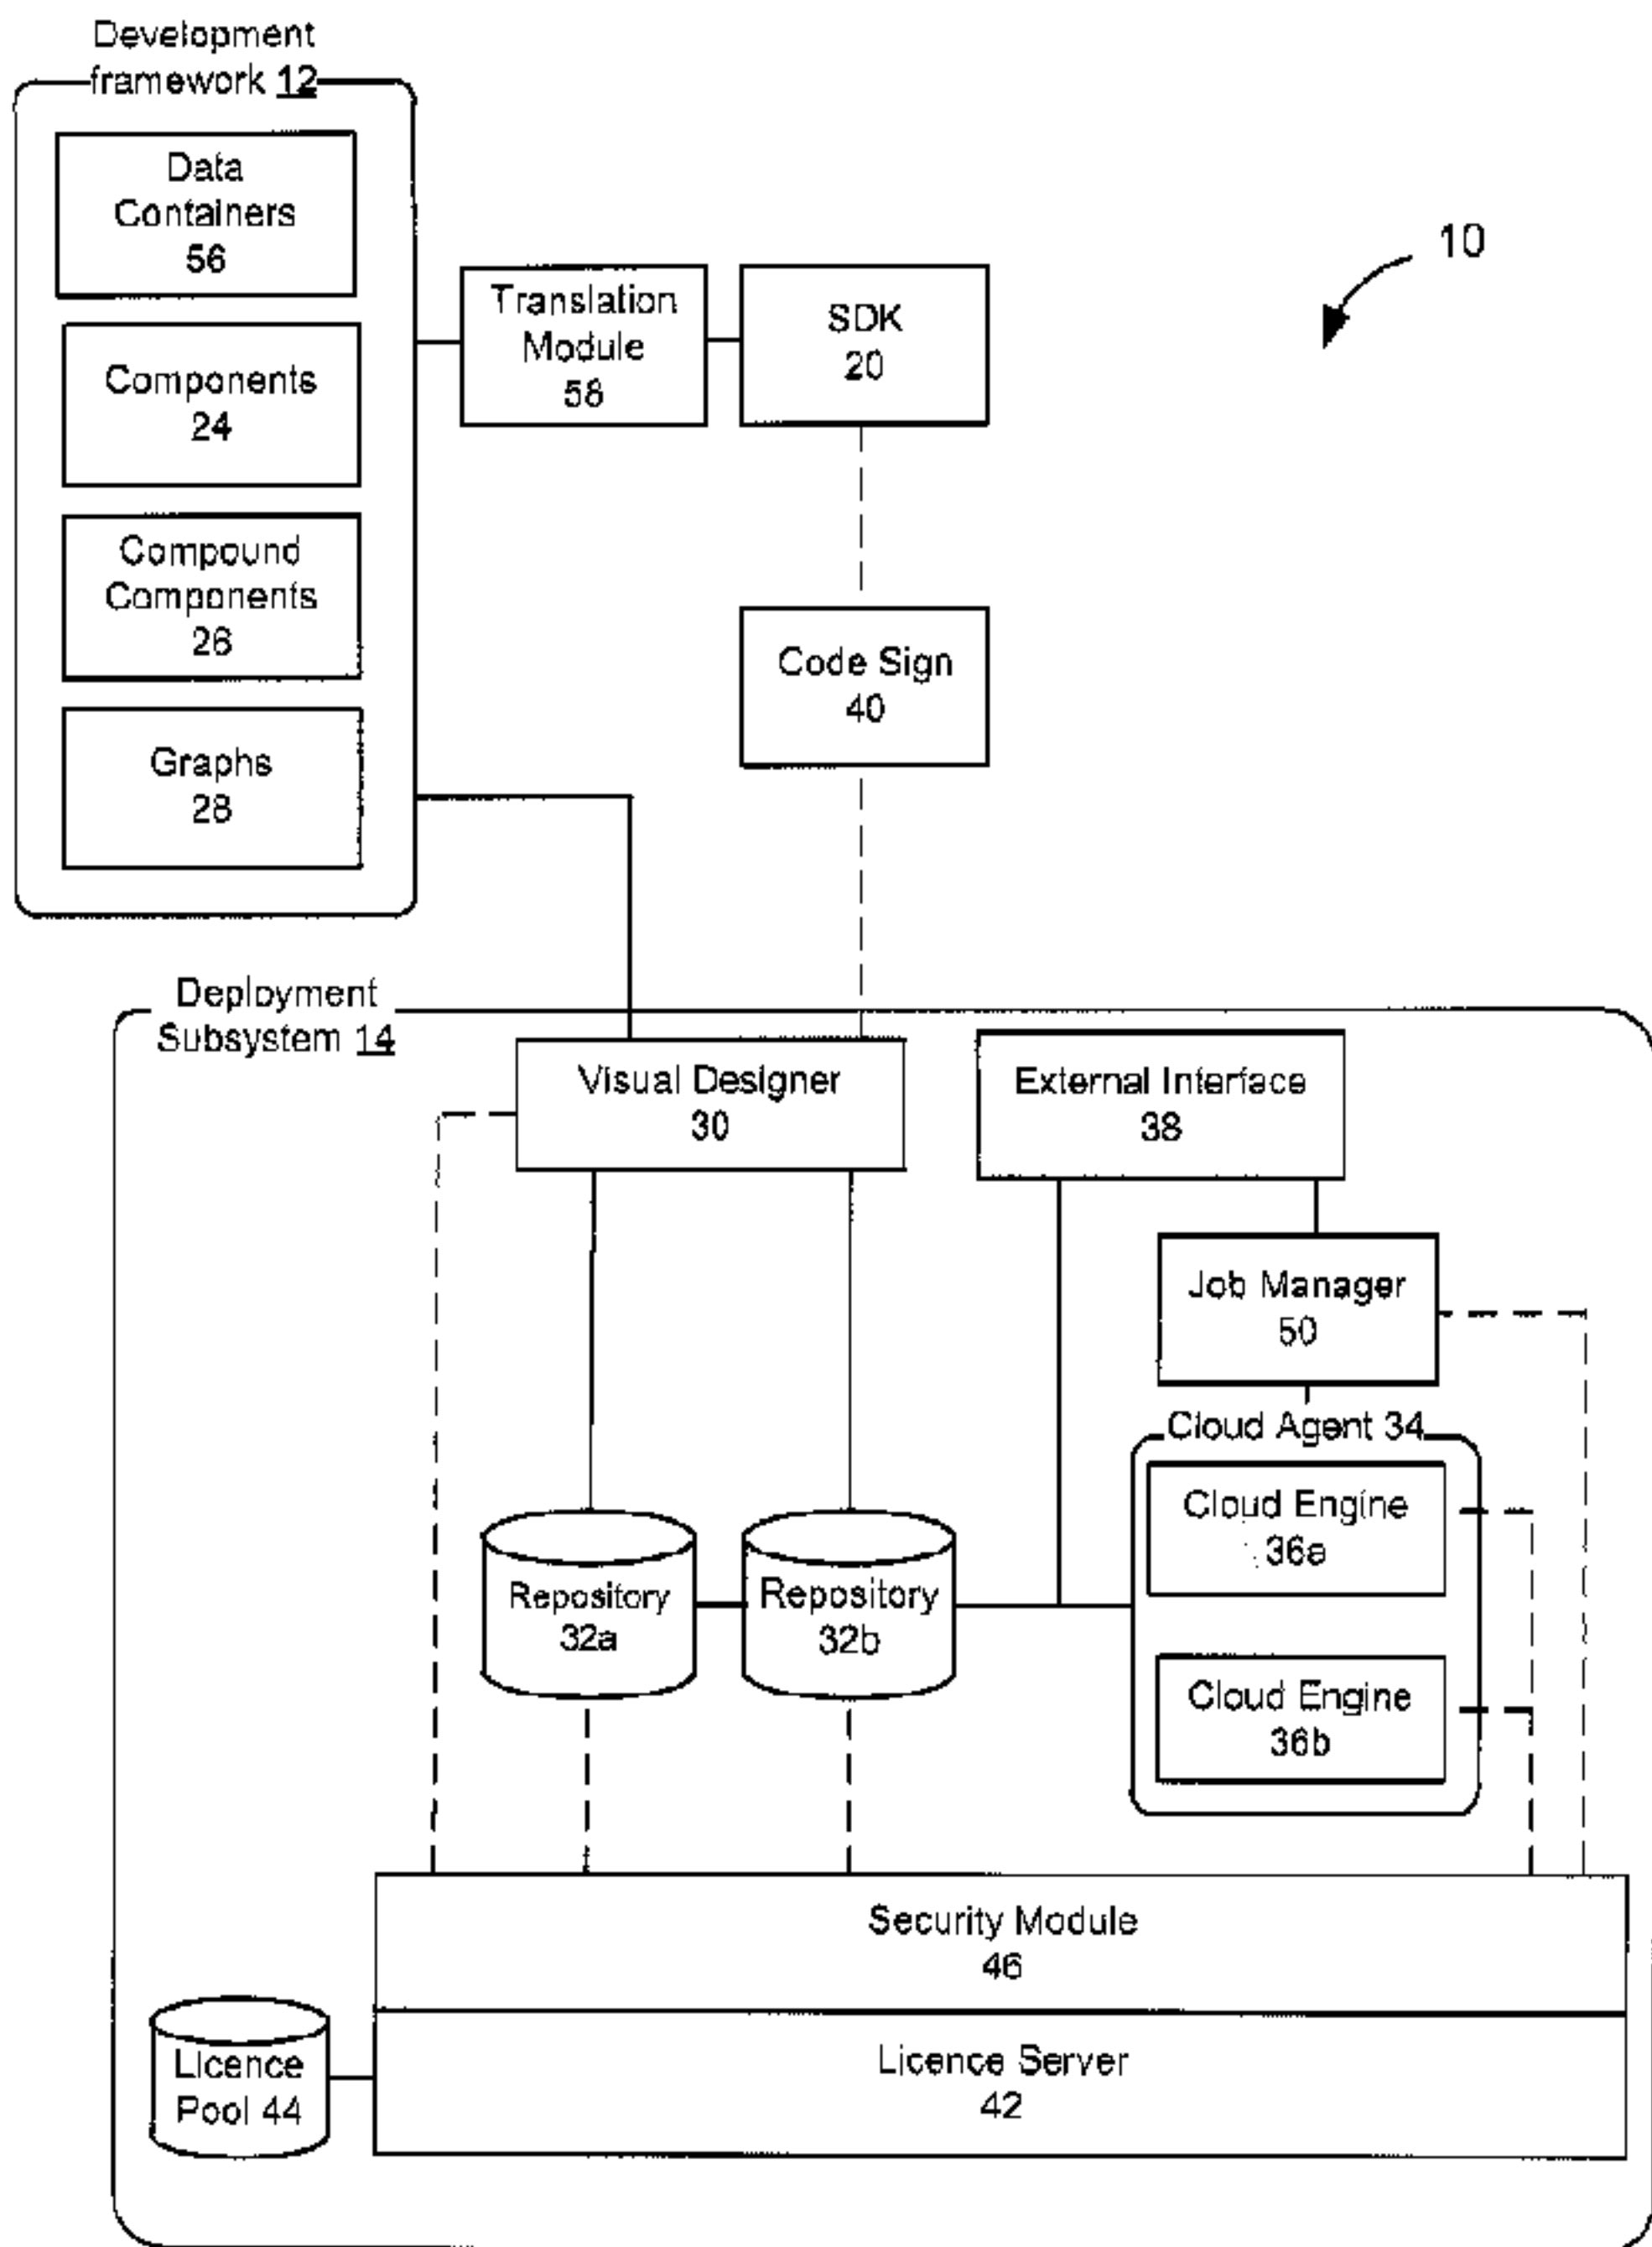 Development
framework 12
Data
Containers
56
Components
24
Compound
Components
26
Graphs
28
Translation
Module
58
SDK
20
10
Code Sign
40
Deployment
Subsystem 14
Visual Designer
30
External Interface
38
Job Manager
50
Cloud Agent 34
Cloud Engine
36a
Cloud Engine
36b
Repository
32a
Repository
32b
Security Module
46
Licence Server
42
Licence
Pool 44